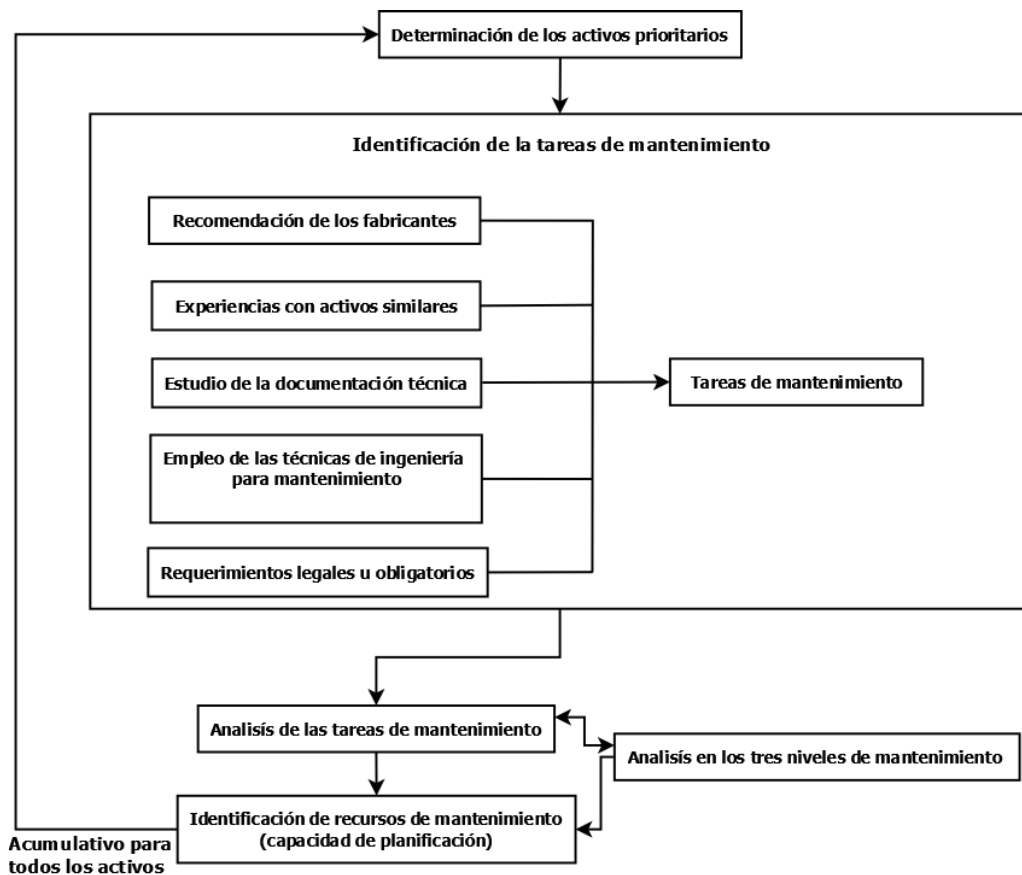 Determinación de los activos prioritarios
Identificación de la tareas de mantenimiento
Recomendación de los fabricantes
Experiencias con activos similares
Estudio de la documentación técnica
Tareas de mantenimiento
Empleo de las técnicas de ingeniería
para mantenimiento
Requerimientos legales u obligatorios
Analisís de las tareas de mantenimiento
Analisís en los tres niveles de mantenimiento
Identificación de recursos de mantenimiento
(capacidad de planificación)
Acumulativo para
todos los activos